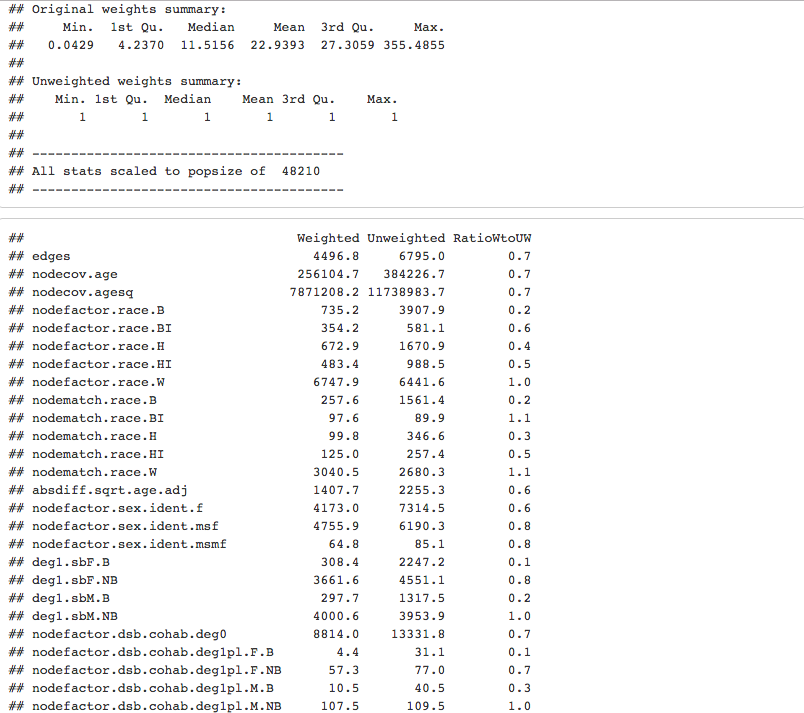 ## Original weights summary:
##     Min.  1st Qu.   Median     Mean  3rd Qu.     Max.
##   0.0429   4.2370  11.5156  22.9393  27.3059 355.4855
##
## Unweighted weights summary:
##    Min. 1st Qu.  Median    Mean 3rd Qu.    Max.
##       1       1       1       1       1       1
##
## ----------------------------------------
## All stats scaled to popsize of  48210
## ----------------------------------------
##                                   Weighted Unweighted RatioWtoUW
## edges                               4496.8     6795.0        0.7
## nodecov.age                       256104.7   384226.7        0.7
## nodecov.agesq                    7871208.2 11738983.7        0.7
## nodefactor.race.B                    735.2     3907.9        0.2
## nodefactor.race.BI                   354.2      581.1        0.6
## nodefactor.race.H                    672.9     1670.9        0.4
## nodefactor.race.HI                   483.4      988.5        0.5
## nodefactor.race.W                   6747.9     6441.6        1.0
## nodematch.race.B                     257.6     1561.4        0.2
## nodematch.race.BI                     97.6       89.9        1.1
## nodematch.race.H                      99.8      346.6        0.3
## nodematch.race.HI                    125.0      257.4        0.5
## nodematch.race.W                    3040.5     2680.3        1.1
## absdiff.sqrt.age.adj                1407.7     2255.3        0.6
## nodefactor.sex.ident.f              4173.0     7314.5        0.6
## nodefactor.sex.ident.msf            4755.9     6190.3        0.8
## nodefactor.sex.ident.msmf             64.8       85.1        0.8
## deg1.sbF.B                           308.4     2247.2        0.1
## deg1.sbF.NB                         3661.6     4551.1        0.8
## deg1.sbM.B                           297.7     1317.5        0.2
## deg1.sbM.NB                         4000.6     3953.9        1.0
## nodefactor.dsb.cohab.deg0           8814.0    13331.8        0.7
## nodefactor.dsb.cohab.deg1pl.F.B        4.4       31.1        0.1
## nodefactor.dsb.cohab.deg1pl.F.NB      57.3       77.0        0.7
## nodefactor.dsb.cohab.deg1pl.M.B       10.5       40.5        0.3
## nodefactor.dsb.cohab.deg1pl.M.NB     107.5      109.5        1.0